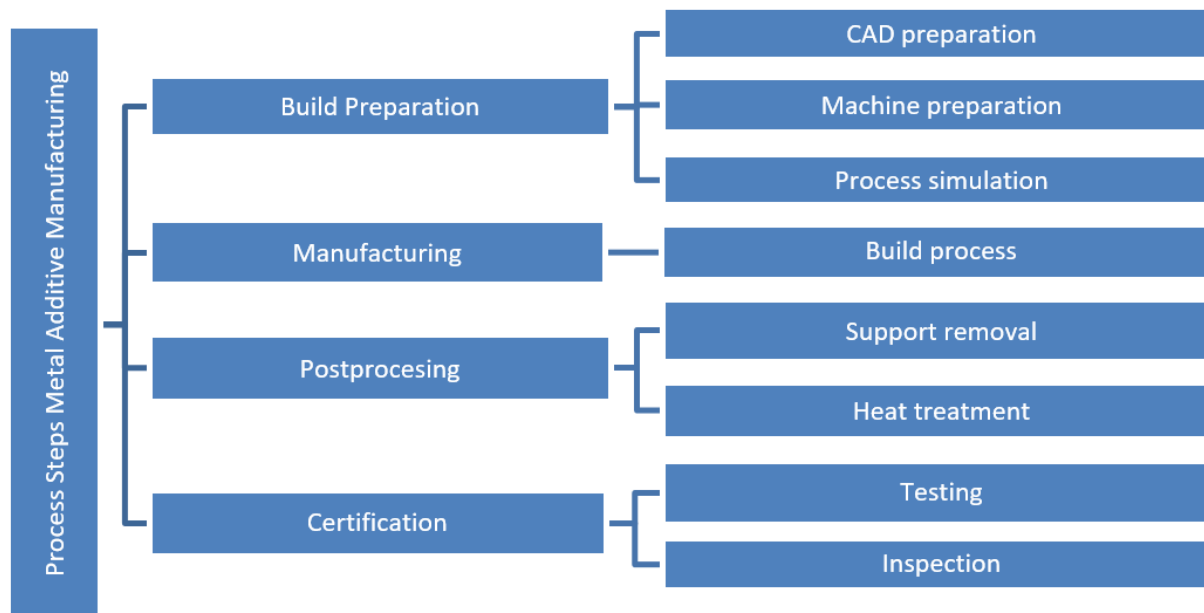 Process Steps Metal Additive Manufacturing
Build Preparation
CAD preparation
Machine preparation
Process simulation
Manufacturing
Build process
Postprocesing
Support removal
Heat treatment
Certification
Testing
Inspection